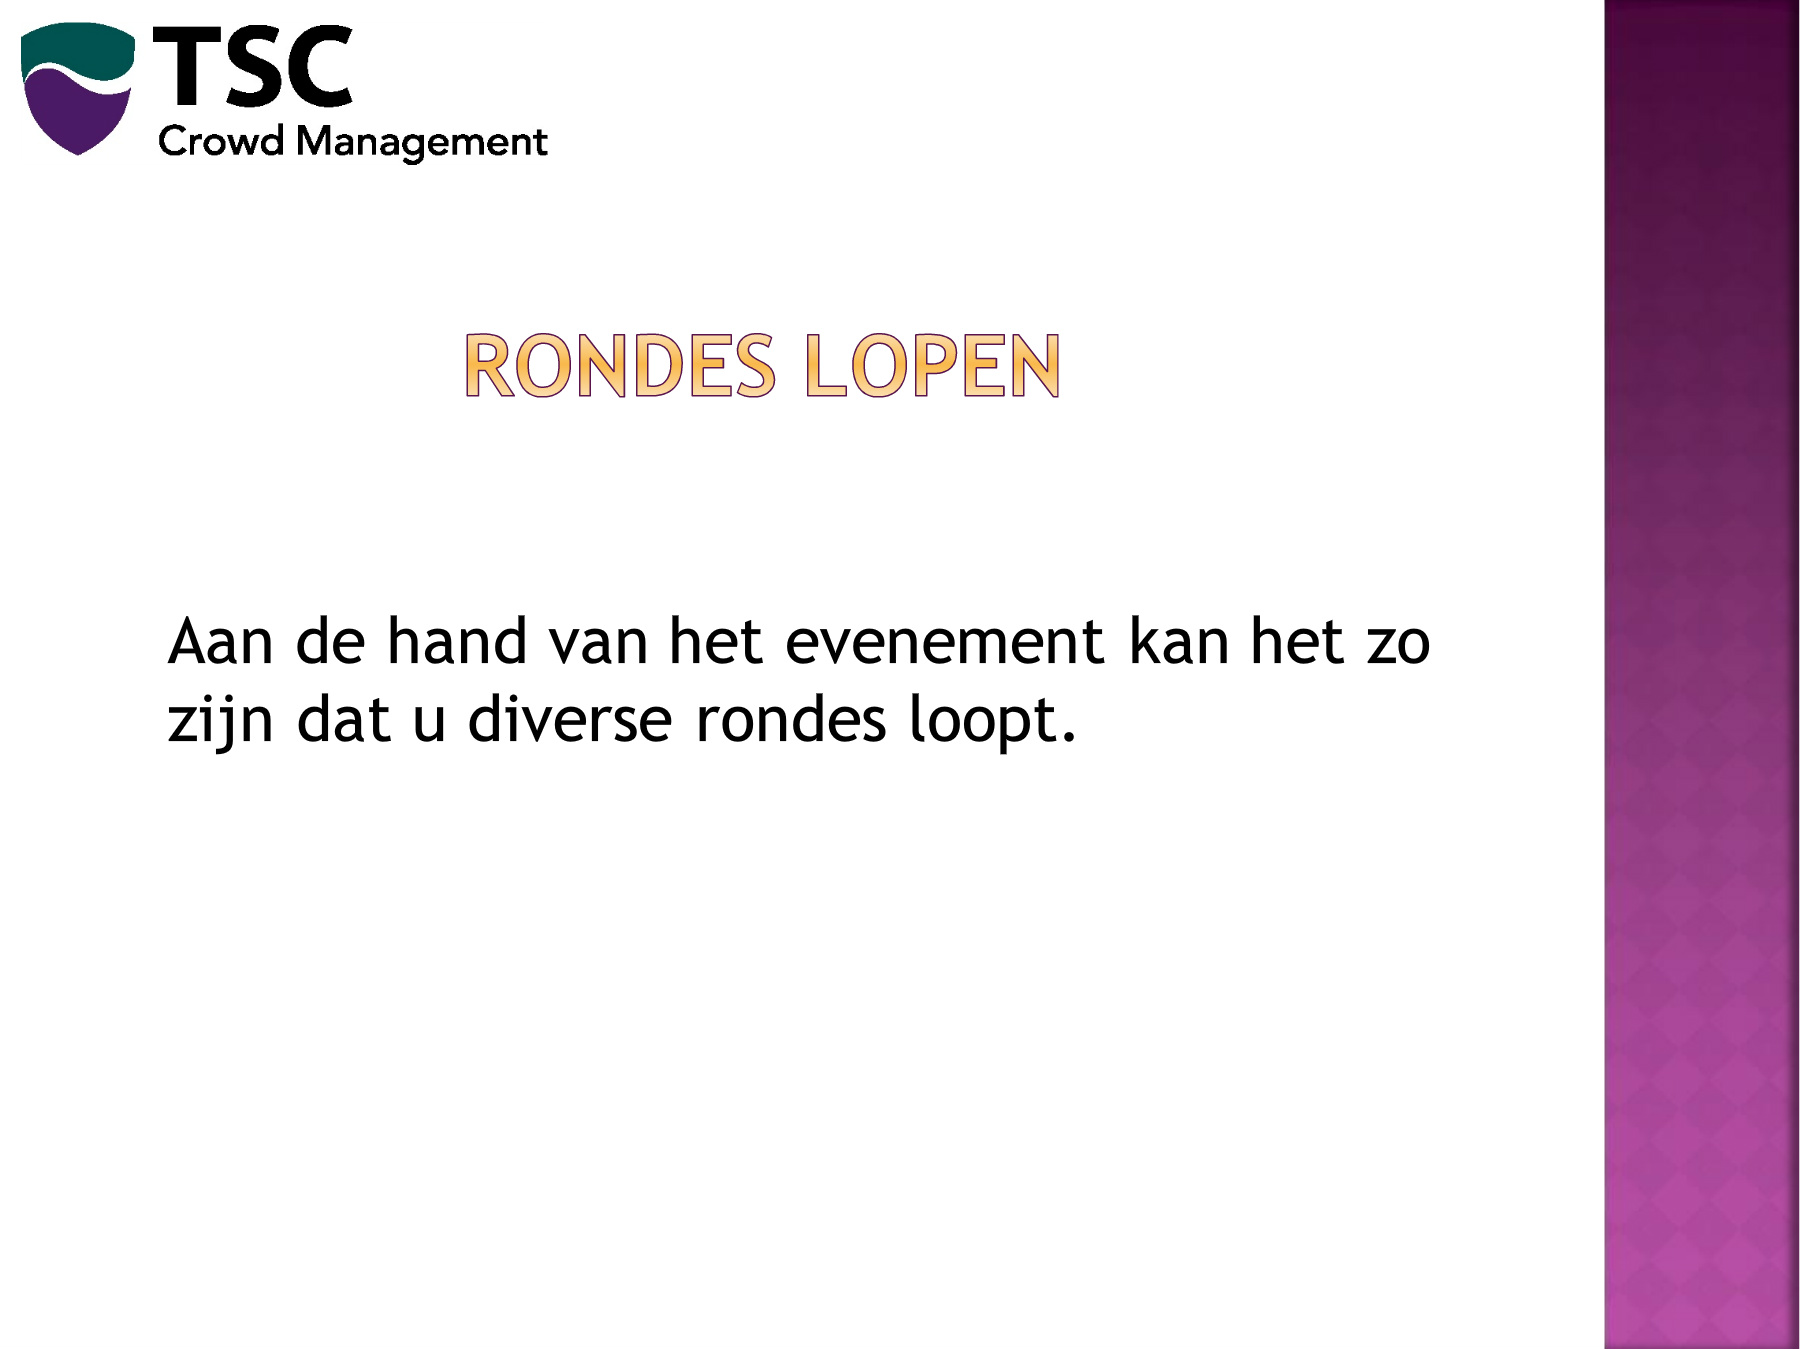 TSC
Crowd Management
RONDES LOPEN
Aan de hand van het evenement kan het zo
zijn dat u diverse rondes loopt.